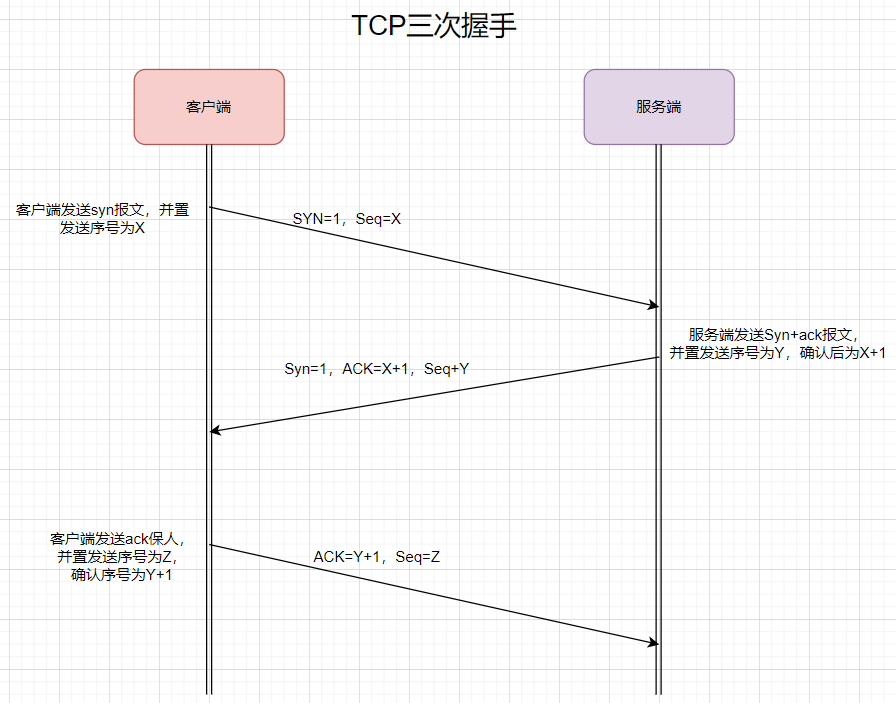 TCP三次握手
客户端
服务端
客户端发送syn报文，并置
发送序号为X
SYN=1，Seq=X
服务端发送Syn+ack报文，
并置发送序号为Y，确认后为X+1
Syn=1，ACK=X+1，Seq+Y
客户端发送ack保人，
并置发送序号为Z，
确认序号为Y+1
ACK=Y+1，Seq=Z